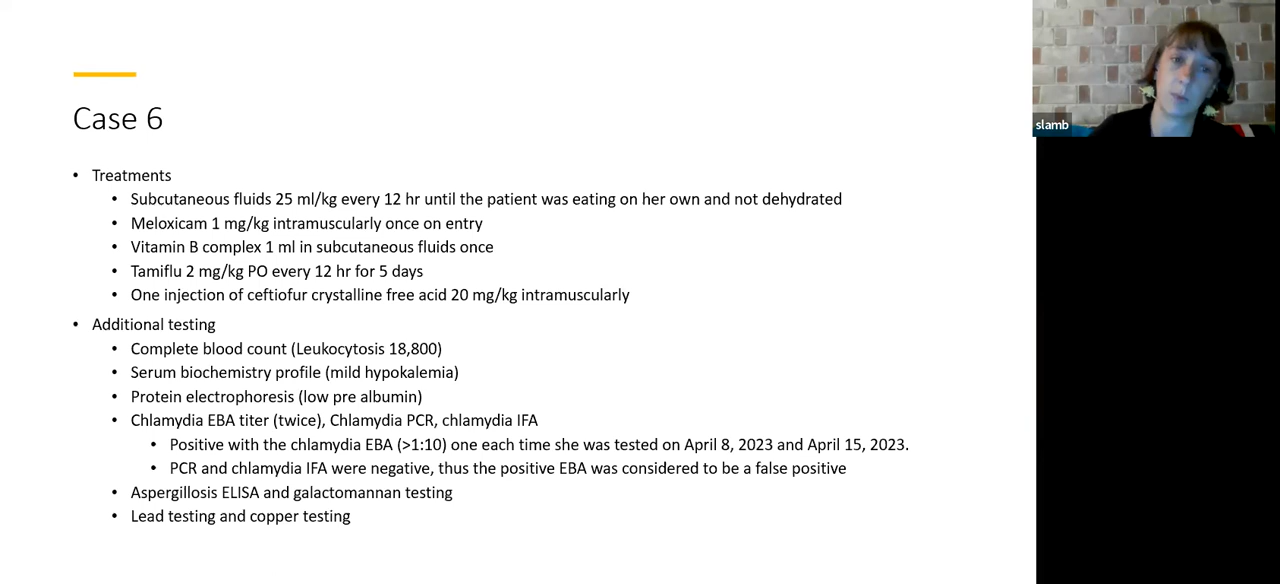 Case 6
• Treatments
• Subcutaneous fluids 25 ml/kg every 12 hr until the patient was eating on her own and not dehydrated
• Meloxicam 1 mg/kg intramuscularly once on entry
• Vitamin B complex 1 ml in subcutaneous fluids once
• Tamiflu 2 mg/kg PO every 12 hr for 5 days
• One injection of ceftiofur crystalline free acid 20 mg/kg intramuscularly
• Additional testing
• Complete blood count (Leukocytosis 18,800)
• Serum biochemistry profile (mild hypokalemia)
• Protein electrophoresis (low pre albumin)
• Chlamydia EBA titer (twice), Chlamydia PCR, chlamydia IFA
• Positive with the chlamydia EBA (>1:10) one each time she was tested on April 8, 2023 and April 15, 2023.
• PCR and chlamydia IFA were negative, thus the positive EBA was considered to be a false positive
• Aspergillosis ELISA and galactomannan testing
• Lead testing and copper testing
slamb